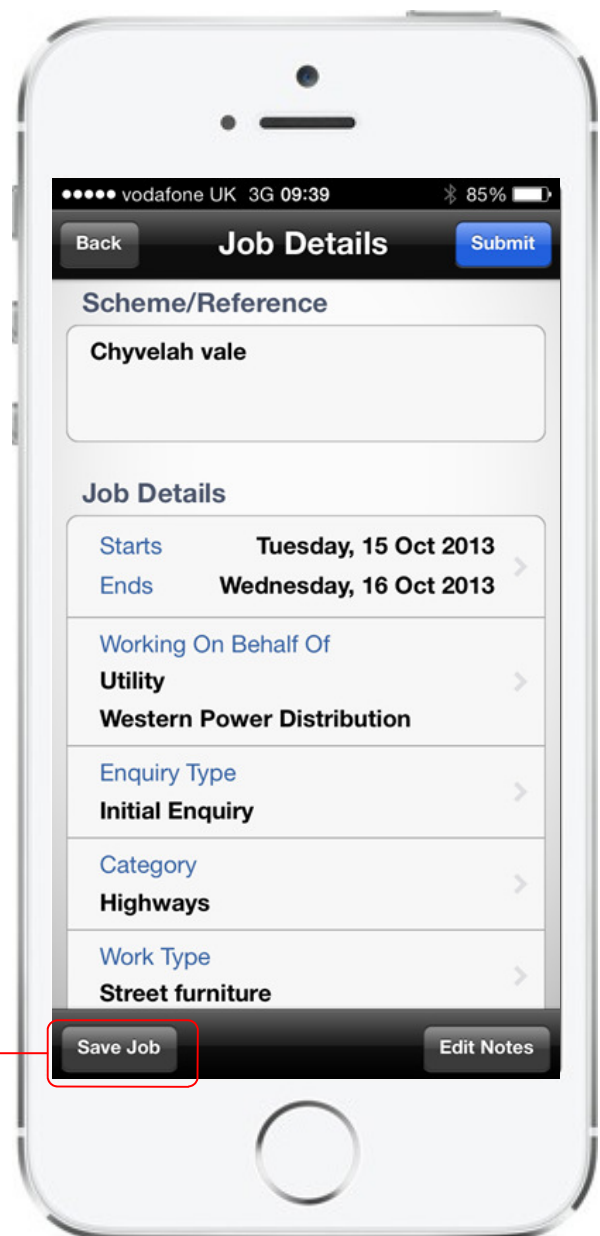 vodafone UK 3G 09:39 85%
Back Job Details Submit
Scheme/Reference
Chyvelah vale
Job Details
Starts Tuesday, 15 Oct 2013
Ends Wednesday, 16 Oct 2013
Working On Behalf Of
Utility
Western Power Distribution
Enquiry Type
Initial Enquiry
Category
Highways
Work Type
Street furniture
Save Job Edit Notes